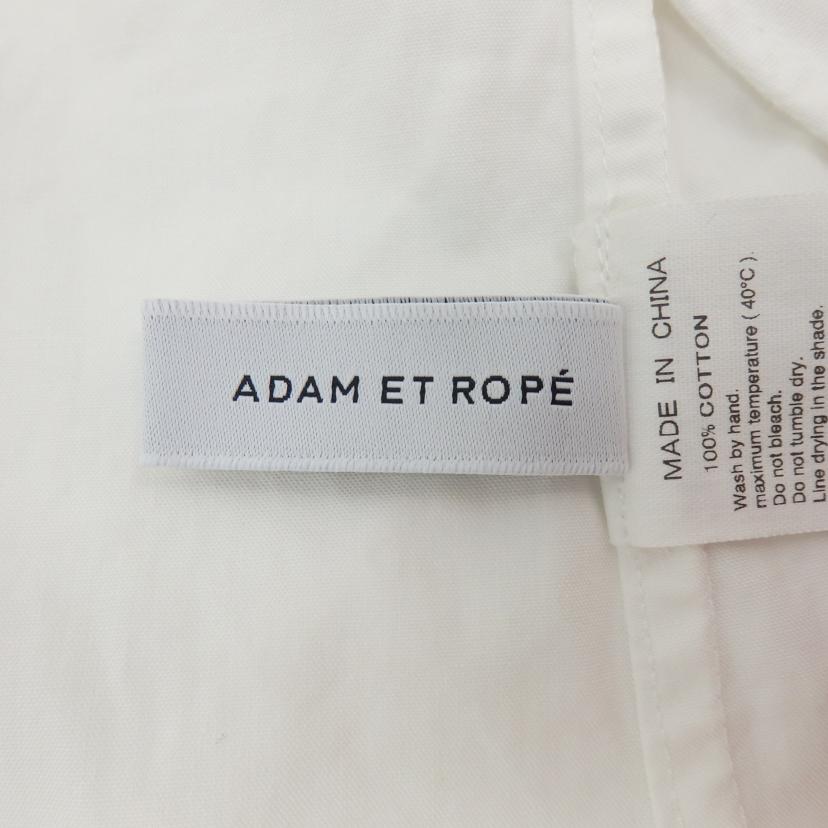 ADAM ET ROPÉ
MADE IN CHINA
100% COTTON
Wash by hand.
maximum temperature ( 40°C ).
Do not bleach.
Do not tumble dry.
Line drying in the shade.